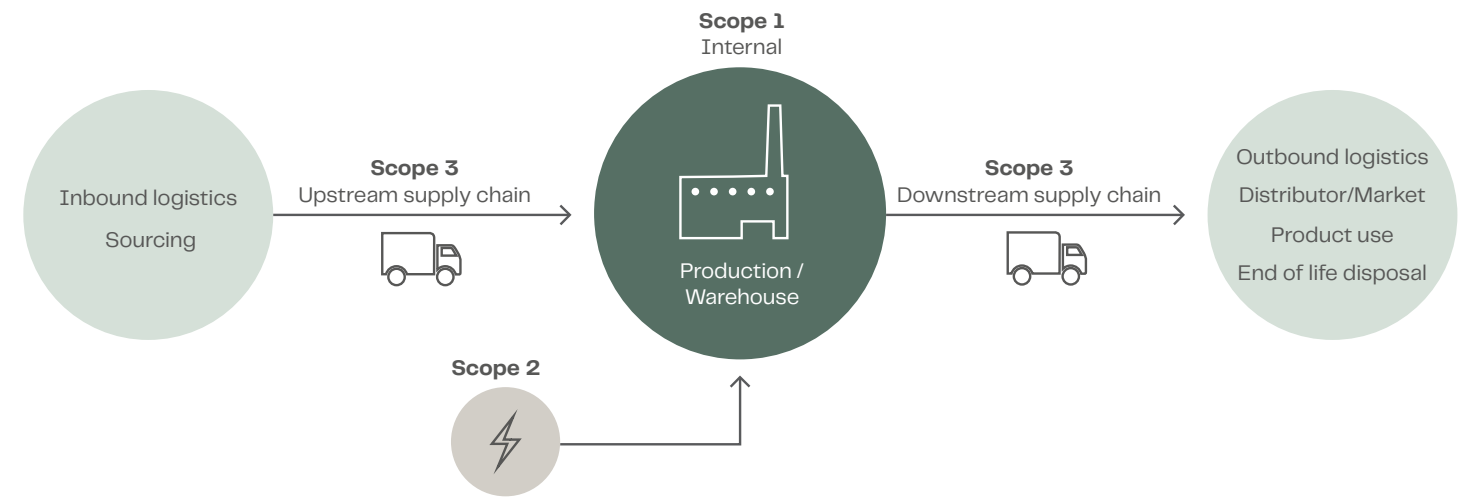 Scope 1
Internal
Inbound logistics
Sourcing
Scope 3
Upstream supply chain
Production /
Warehouse
Scope 3
Downstream supply chain
Outbound logistics
Distributor/Market
Product use
End of life disposal
Scope 2